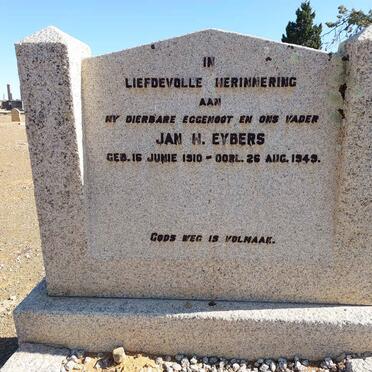 IN
LIEFDEVOLLE HERINNERING
AAN
MY DIERBARE EGGENOOT EN ONS VADER
JAN H. EYBERS
GEB. 16 JUNIE 1910 - OORL. 26 AUG. 1949.
GODS WEG IS VOLMAAK.